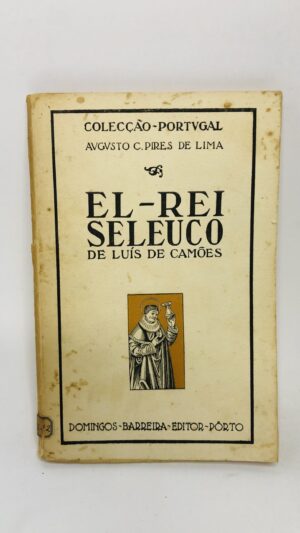 COLECÇÃO-PORTVGAL
AVGVSTO C. PIRES DE LIMA
EL-REI
SELEUCO
DE LUÍS DE CAMÕES
DOMINGOS-BARREIRA-EDITOR-PÔRTO